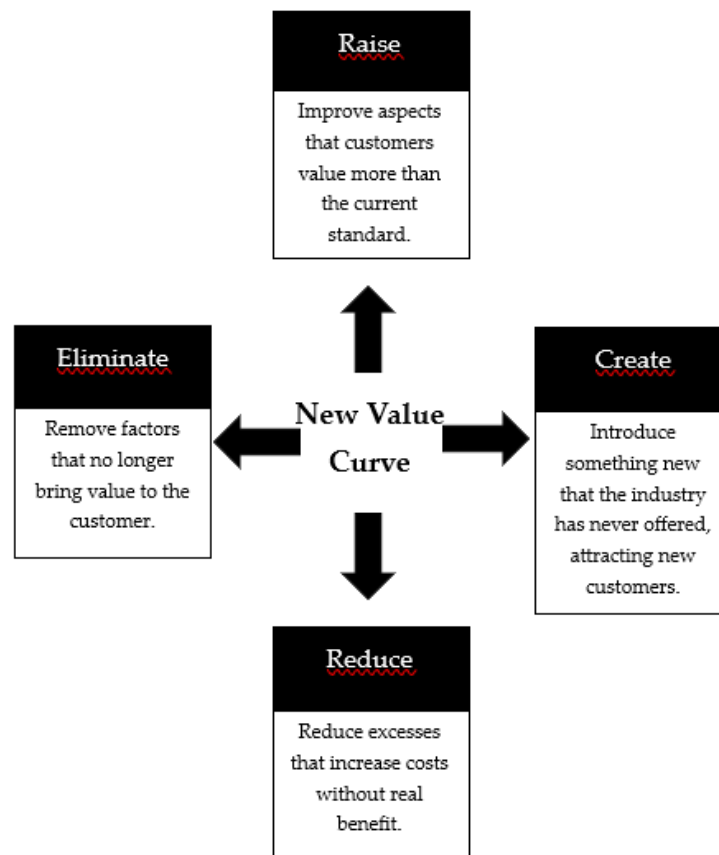 Raise
Improve aspects
that customers
value more than
the current
standard.
Eliminate
Remove factors
that no longer
bring value to the
customer.
New Value
Curve
Create
Introduce
something new
that the industry
has never offered,
attracting new
customers.
Reduce
Reduce excesses
that increase costs
without real
benefit.